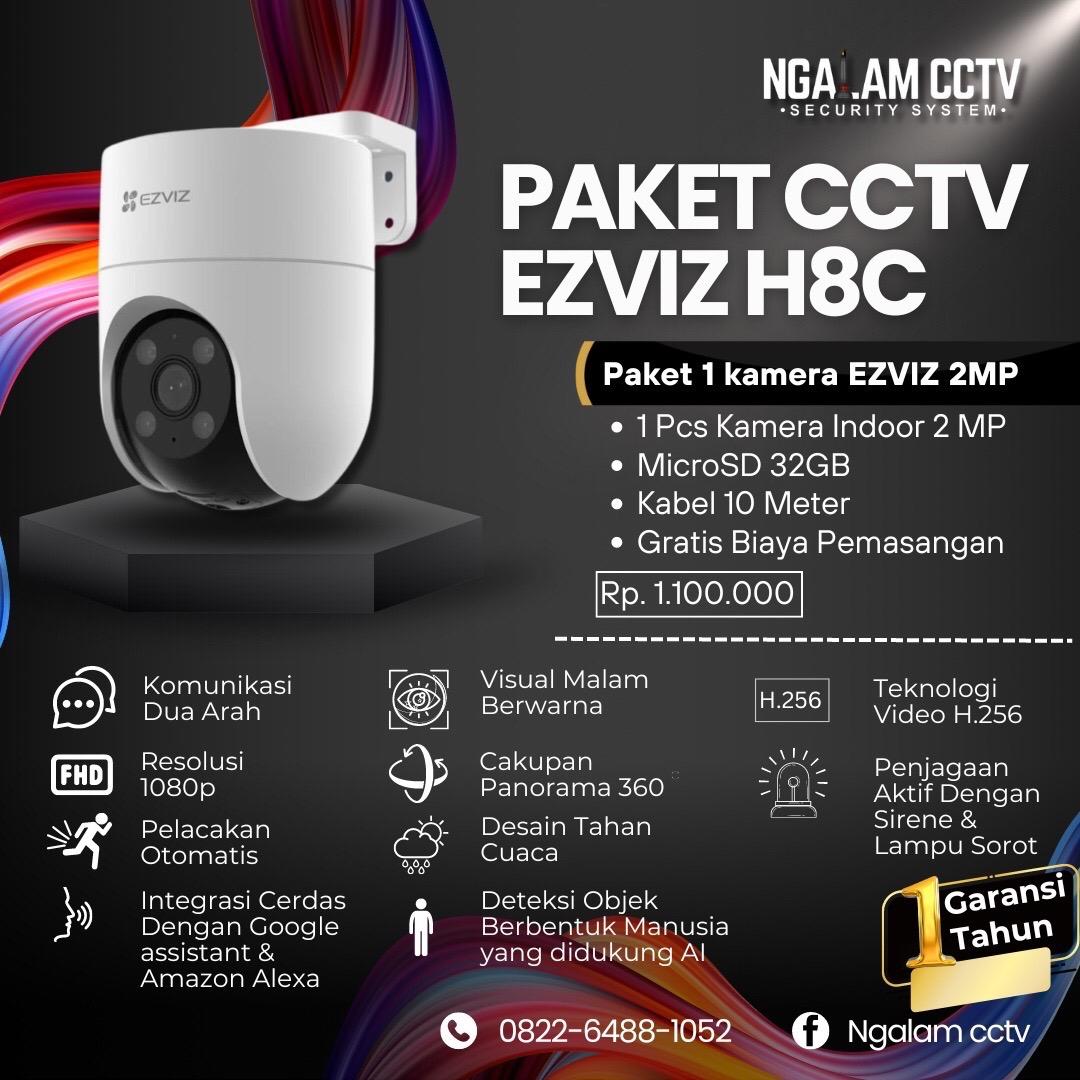 NGALAM CCTV
•SECURITY SYSTEM•
EZVIZ
PAKET CCTV
EZVIZ H8C
Paket 1 kamera EZVIZ 2MP
• 1 Pcs Kamera Indoor 2 MP
• MicroSD 32GB
• Kabel 10 Meter
• Gratis Biaya Pemasangan
Rp. 1.100.000
Komunikasi
Dua Arah
FHD
Resolusi
1080p
Pelacakan
Otomatis
Integrasi Cerdas
Dengan Google
assistant &
Amazon Alexa
Visual Malam
Berwarna
Cakupan
Panorama 360°
Desain Tahan
Cuaca
Deteksi Objek
Berbentuk Manusia
yang didukung AI
H.256
Teknologi
Video H.256
Penjagaan
Aktif Dengan
Sirene &
Lampu Sorot
1 Garansi
Tahun
0822-6488-1052
Ngalam cctv